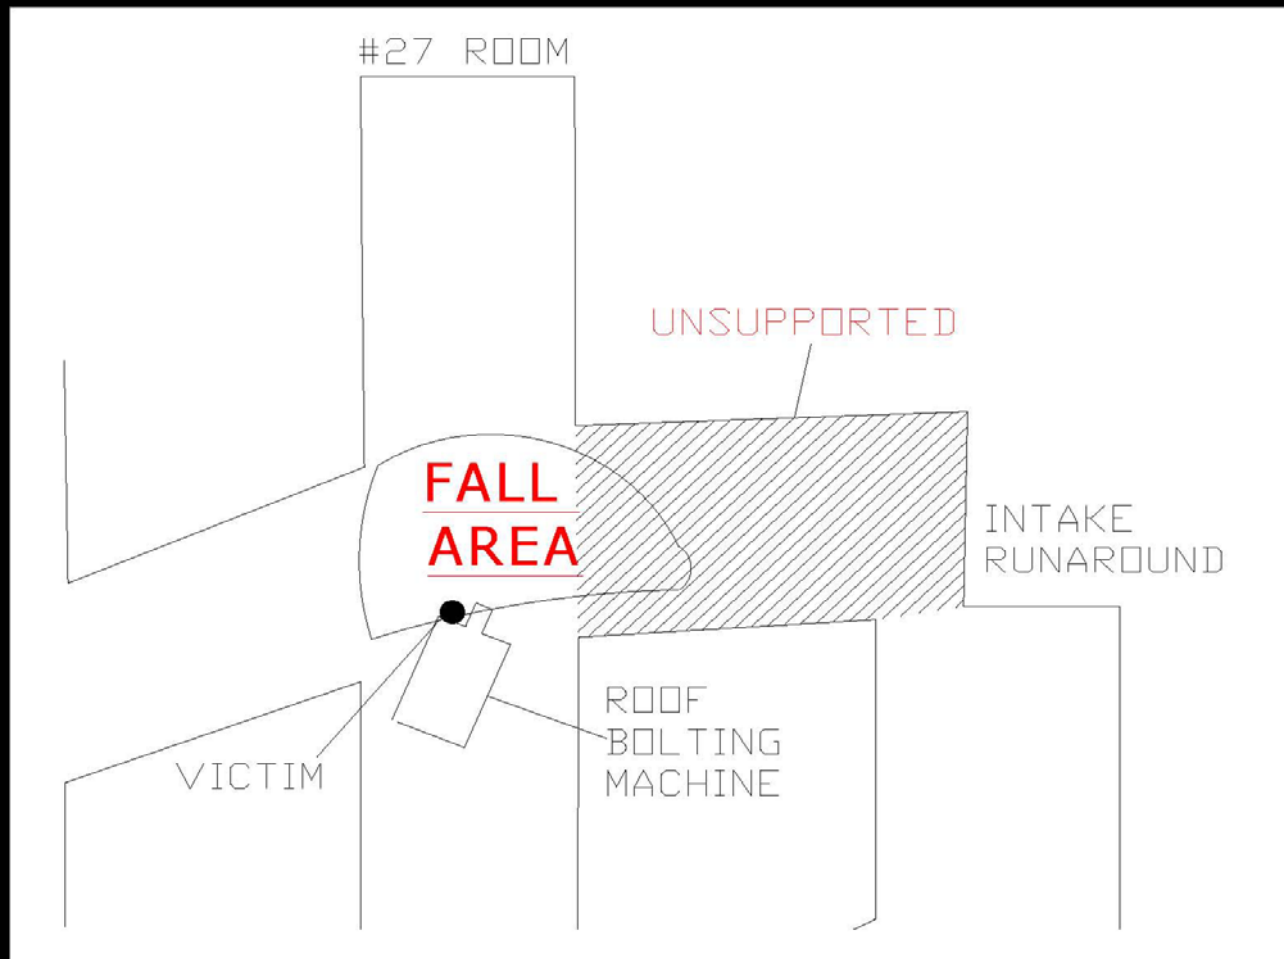 #27 ROOM
UNSUPPORTED
FALL
AREA
INTAKE
RUNAROUND
ROOF
BOLTING
MACHINE
VICTIM